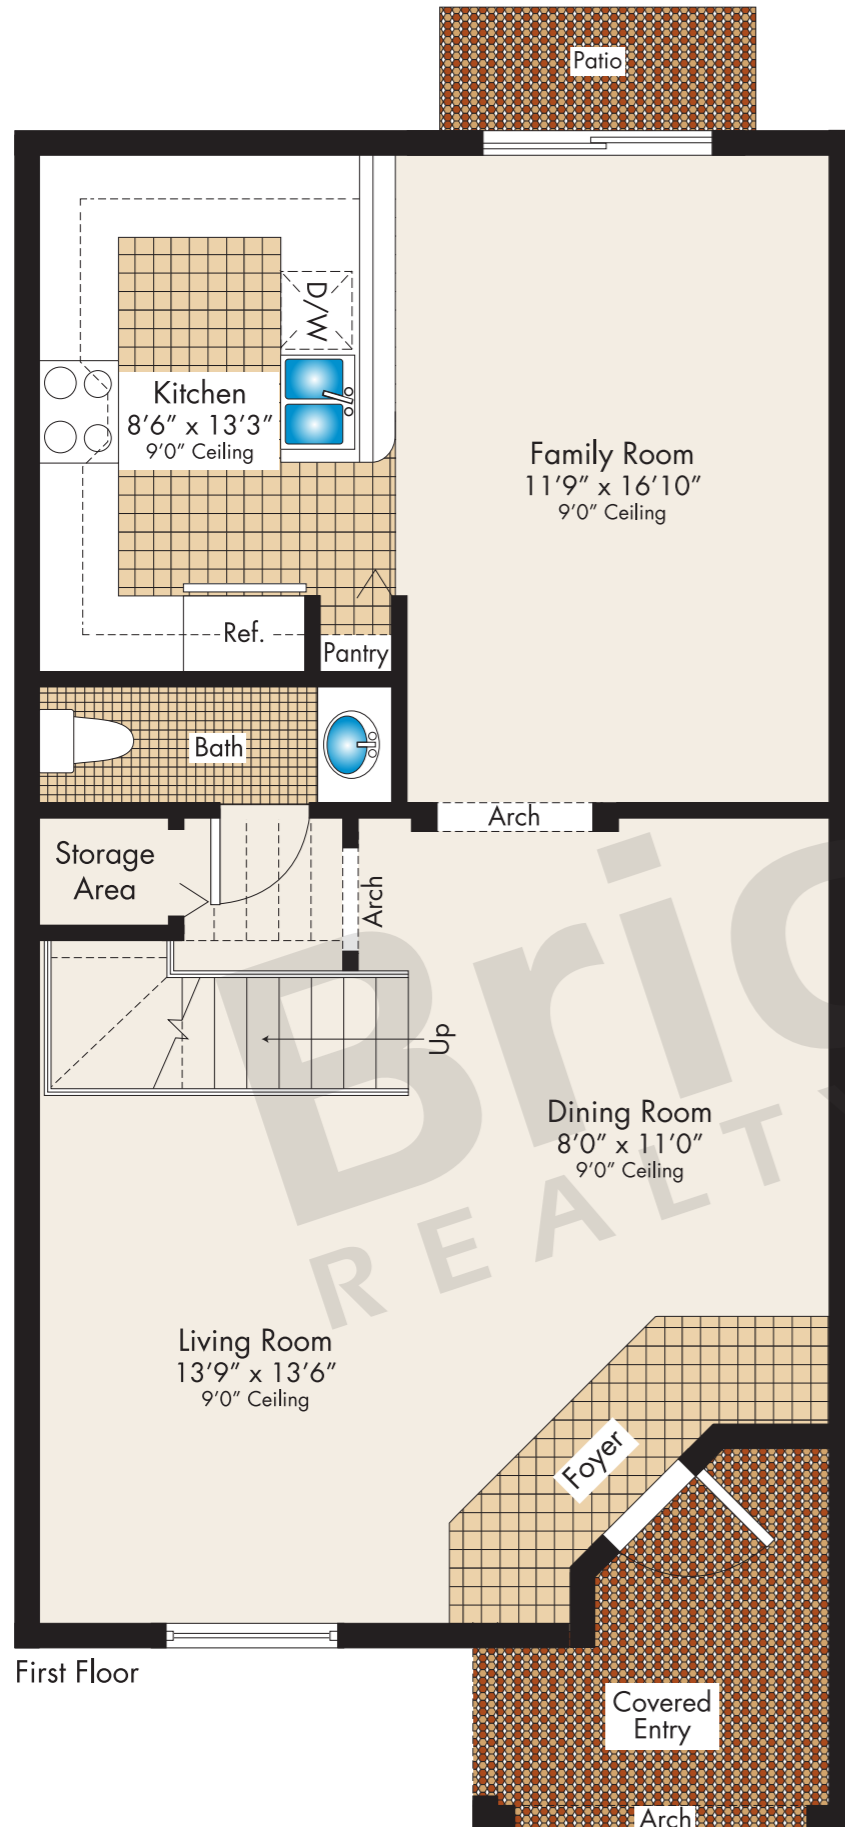 Patio
D/W
Kitchen
8’6” x 13’3”
9’0” Ceiling
Family Room
11’9” x 16’10”
9’0” Ceiling
Ref.
Pantry
Bath
Arch
Storage
Area
Arch
Up
Dining Room
8’0” x 11’0”
9’0” Ceiling
Living Room
13’9” x 13’6”
9’0” Ceiling
Foyer
First Floor
Covered
Entry
Arch
REALTY